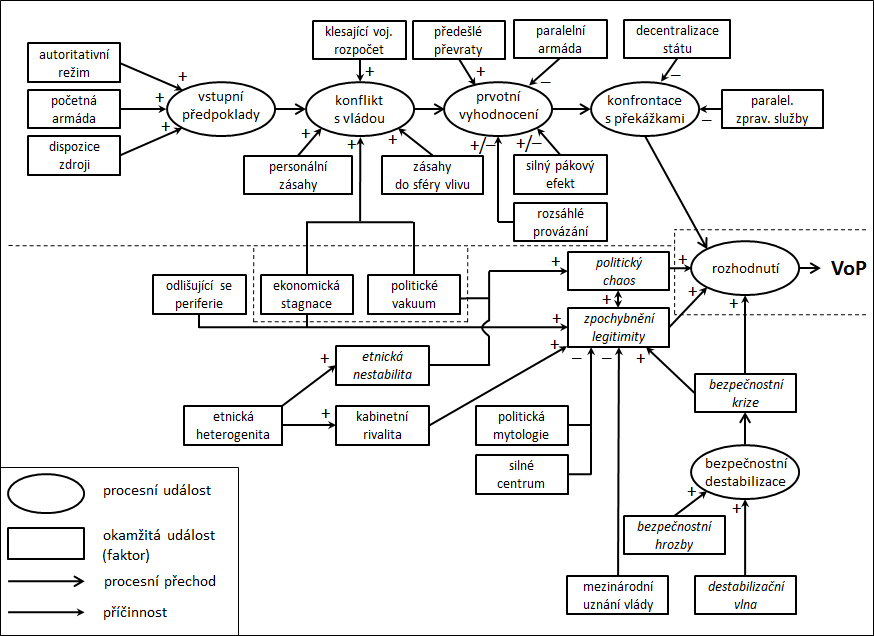 klesající voj.
rozpočet
předešlé
převraty
paralelní
armáda
decentralizace
státu
autoritativní
režim
+
+
+
–
–
početná
armáda
+
vstupní
předpoklady
konflikt
s vládou
prvotní
vyhodnocení
konfrontace
s překážkami
–
paralel.
zprav. služby
dispozice
zdroji
+
+
+
+
+/–
+/–
personální
zásahy
zásahy
do sféry vlivu
silný pákový
efekt
rozsáhlé
provázání
odlišující se
periferie
ekonomická
stagnace
politické
vakuum
+
politický
chaos
+
rozhodnutí
VoP
+
+
zpochybnění
legitimity
+
+
+
–
–
+
+
etnická
nestabilita
etnická
heterogenita
+
kabinetní
rivalita
politická
mytologie
silné
centrum
bezpečnostní
krize
bezpečnostní
destabilizace
+
+
bezpečnostní
hrozby
mezinárodní
uznání vlády
destabilizační
vlna
procesní událost
okamžitá událost
(faktor)
procesní přechod
příčinnost